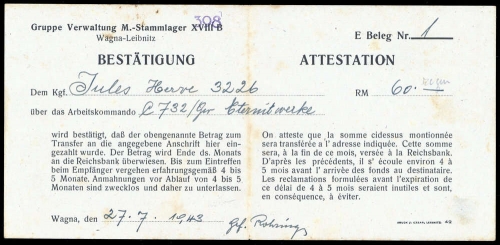 308
Gruppe Verwaltung M.-Stammlager XVIII B
Wagna-Leibnitz
E Beleg Nr. 1
BESTÄTIGUNG
ATTESTATION
Dem Kgf. Jules Herve 3226
RM 60.-
über das Arbeitskommando 732/Gw Eternitwerke
wird bestätigt, daß der obengenannte Betrag zum
Transfer an die angegebene Anschrift hier ein-
gezahlt wurde. Der Betrag wird Ende ds. Monats
an die Reichsbank überwiesen. Bis zum Eintreffen
beim Empfänger vergehen erfahrungsgemäß 4 bis
5 Monate. Anmahnungen vor Ablauf von 4 bis 5
Monaten sind zwecklos und daher zu unterlassen.
On atteste que la somme cidessus montionnée
sera transférée a l'adresse indiquée. Cette somme
sera, à la fin de ce mois, versée à la Reichsbank.
D'après les précédents, il s'écoule environ 4 à
5 mois avant l'arrivée des fonds au destinataire.
Les réclamations formulées avant l'expiration de
ce délai de 4 à 5 mois seraient inutiles et sont,
en conséquence, à éviter.
Wagna, den 27. 7. 1943